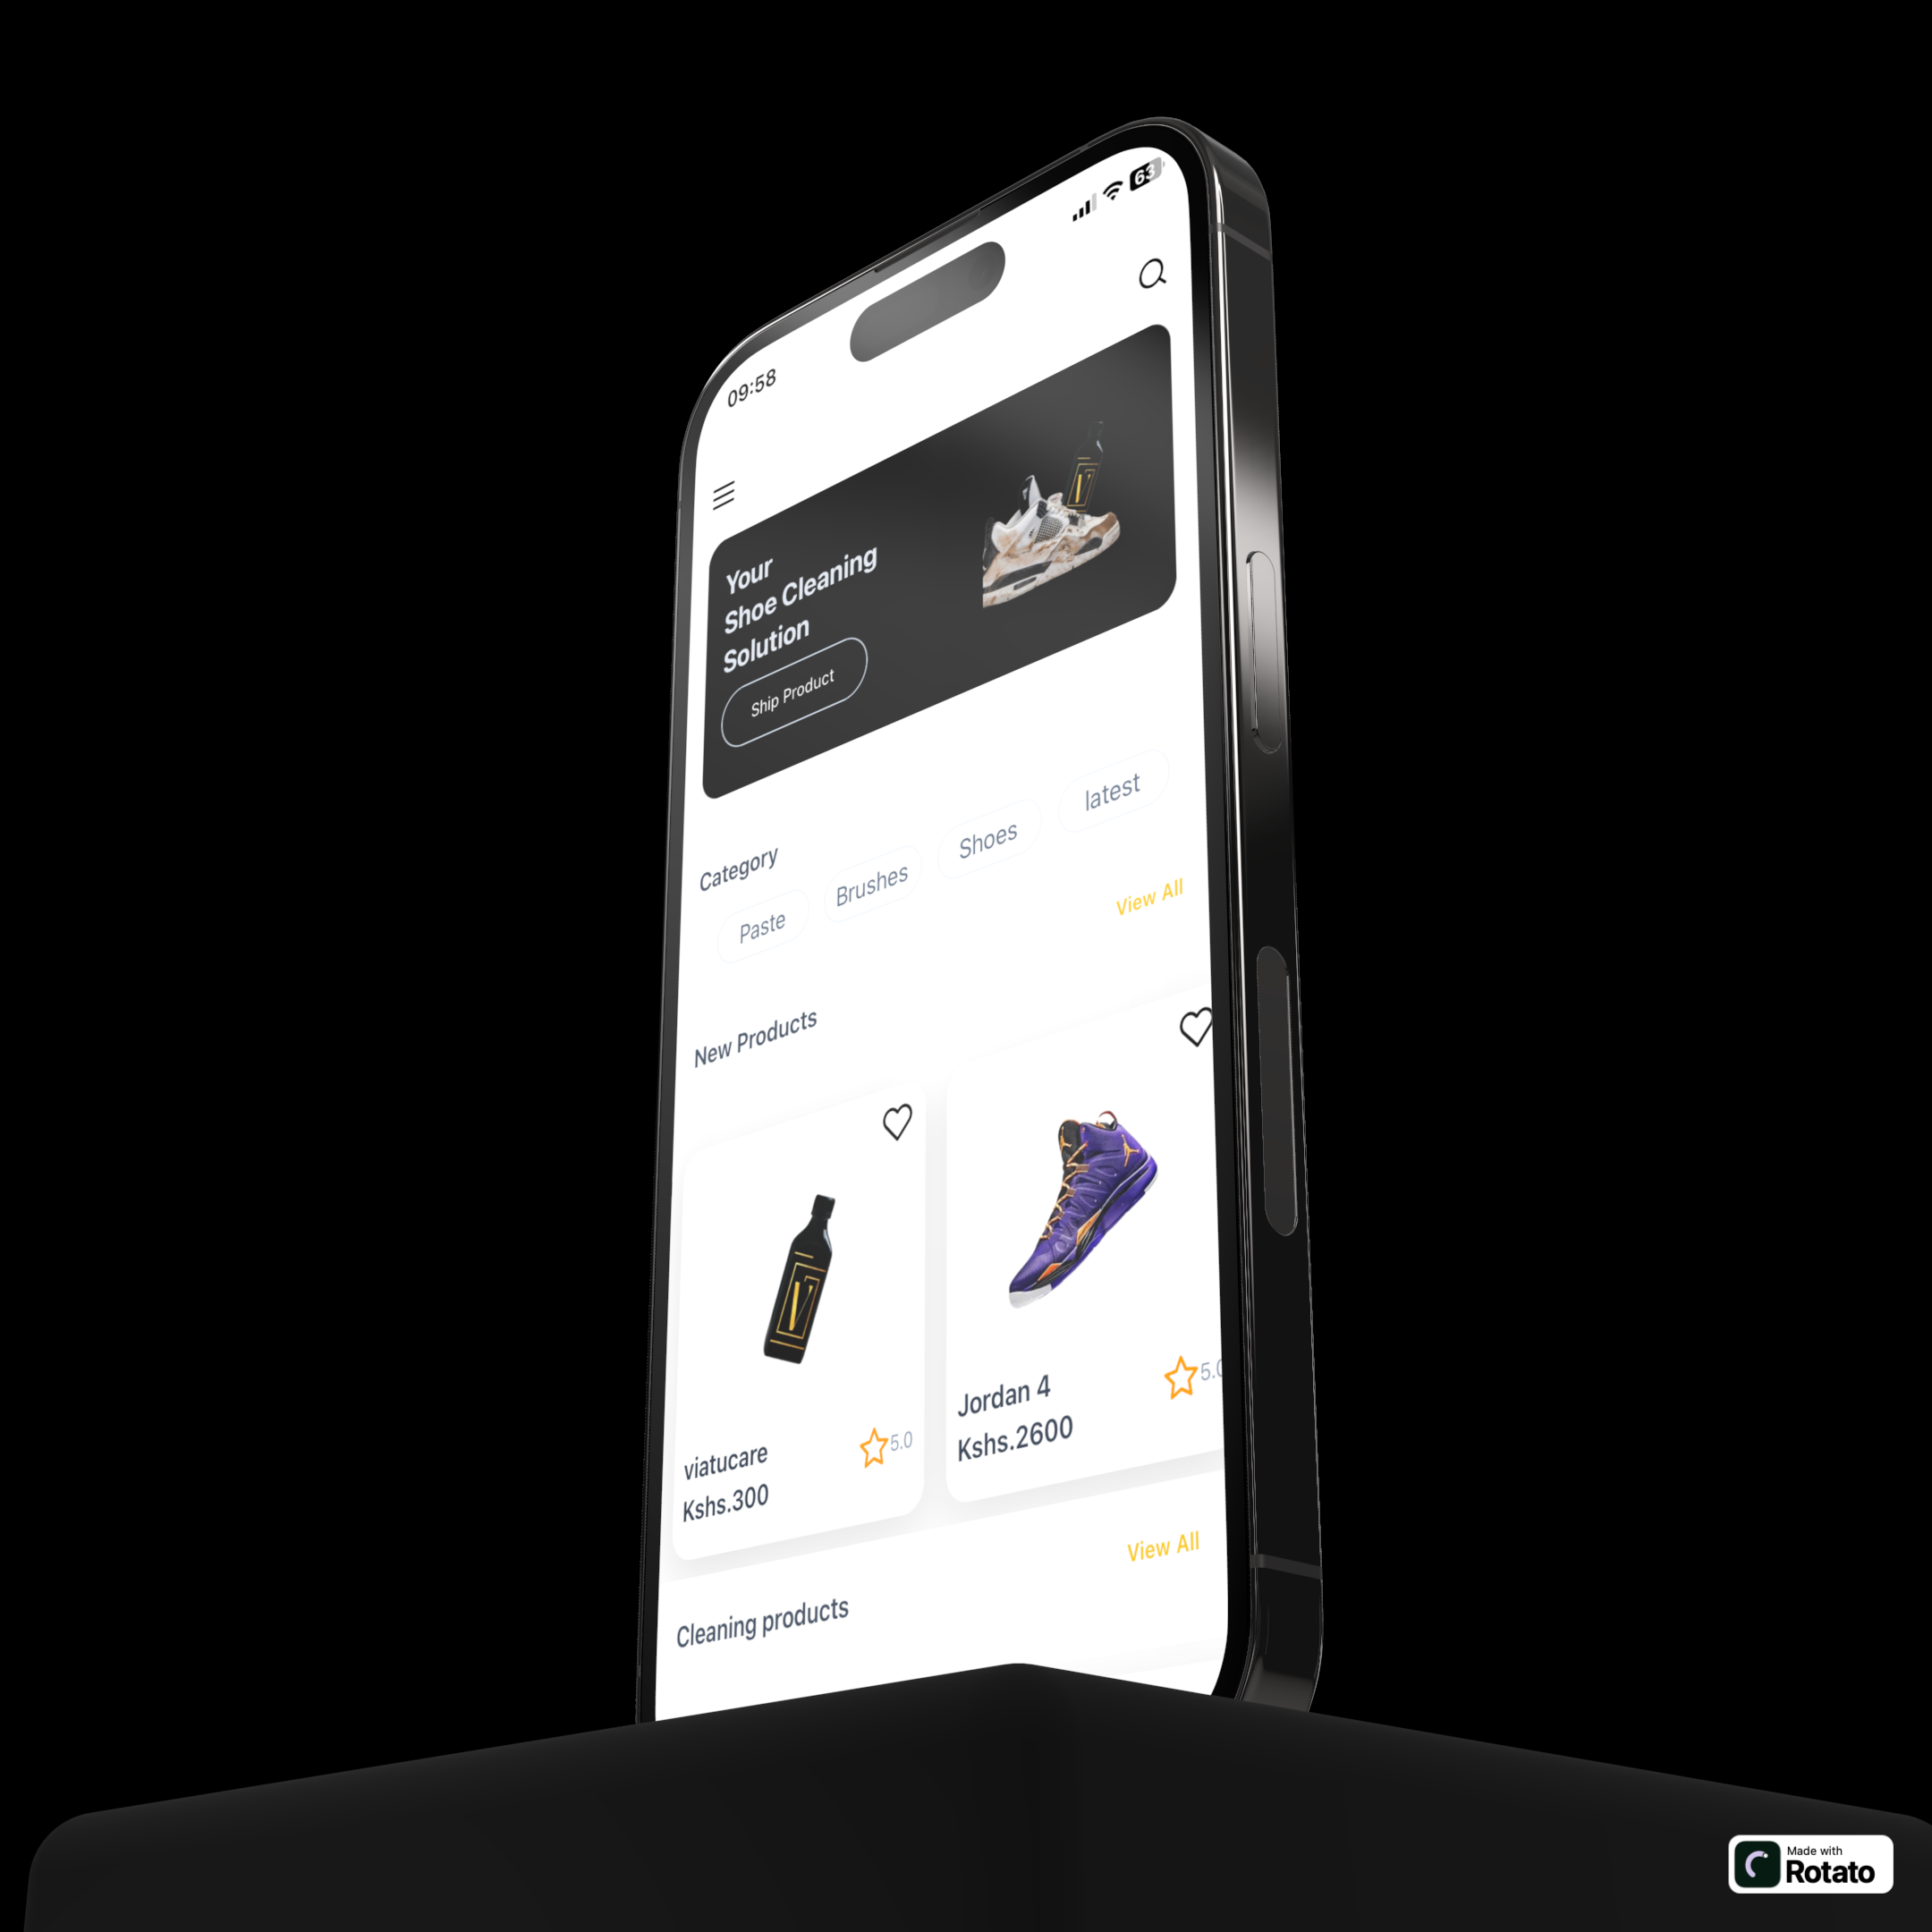 09:58
63
Your
Shoe Cleaning
Solution
Ship Product
Category
Paste
Brushes
Shoes
latest
View All
New Products
V
viatucare
5.0
Kshs.300
Jordan 4
5.0
Kshs.2600
View All
Cleaning products
Made with
Rotato